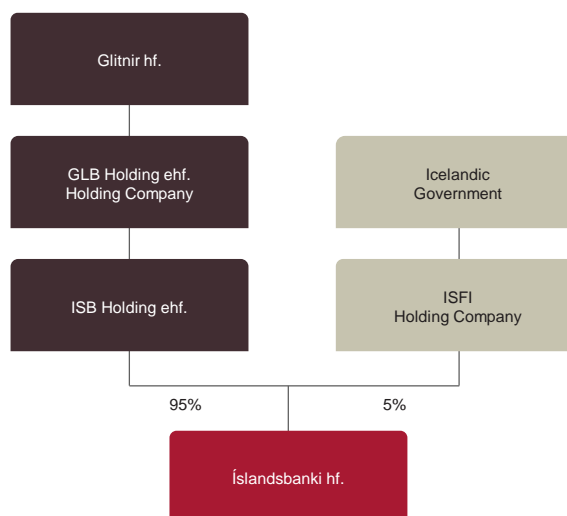 Glitnir hf.
GLB Holding ehf.
Holding Company
Icelandic
Government
ISB Holding ehf.
ISFI
Holding Company
95%
5%
Íslandsbanki hf.